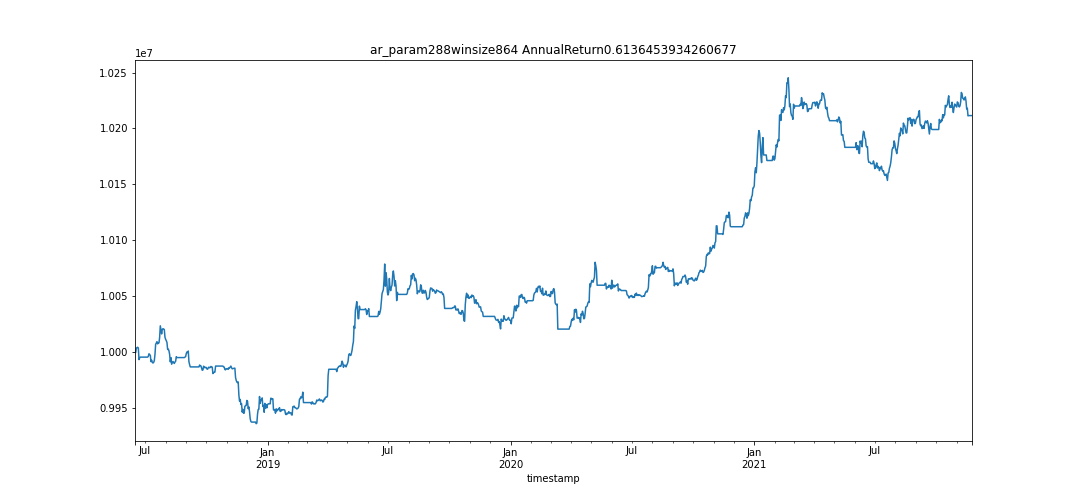 ar_param288winsize864 AnnualReturn0.6136453934260677
1e7
1.025
1.020
1.015
1.010
1.005
1.000
0.995
Jul Jan Jul Jan Jul Jan Jul
2019 2020 2021
timestamp